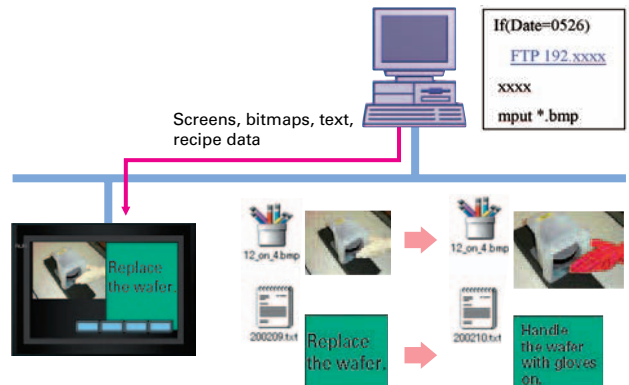 If(Date=0526)
FTP 192.xxxx
xxxx
mput *.bmp
Screens, bitmaps, text,
recipe data
Replace
the wafer.
12_on_4.bmp
12_on_4.bmp
200209.txt
Replace
the wafer.
200210.txt
Handle
the wafer
with gloves
on.